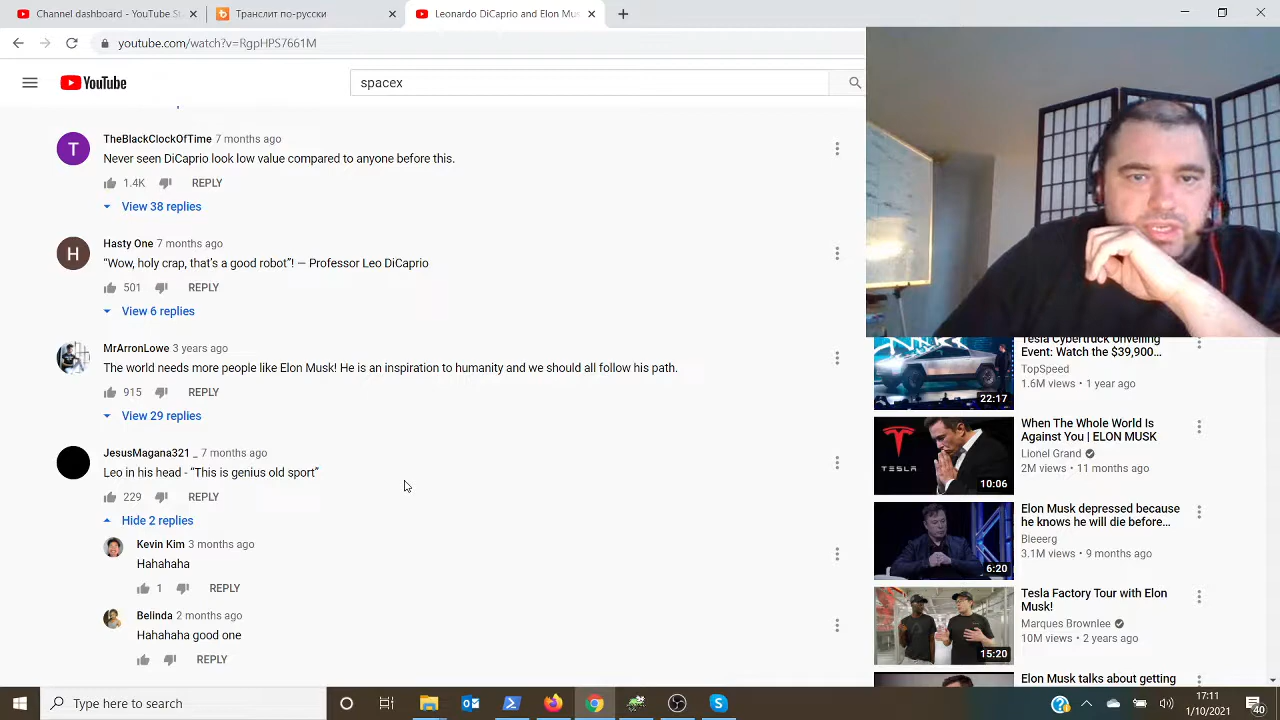 Channel dashboard - YouTube S
Транслит по-русски
Leonardo DiCaprio and Elon Mus
youtube.com/watch?v=RgpHPS7661M
YouTube
spacex
T
TheBlackClockOfTime 7 months ago
Never seen DiCaprio look low value compared to anyone before this.
1.4K REPLY
View 38 replies
H
Hasty One 7 months ago
“Wow, holy rap, that’s a good robot”! — Professor Leo DiCaprio
501 REPLY
View 6 replies
MrArronLowe 3 months ago
The world needs more people like Elon Musk! He is an inspiration to humanity and we should all follow his path.
915 REPLY
View 29 replies
JesusMagana321 _ 7 months ago
Leo in his head - “This is genius old sport”
229 REPLY
Hide 2 replies
Kevin Kim 3 months ago
Hahahaha
1 REPLY
Belinda 2 months ago
Hahahaha good one
REPLY
Tesla Cybertruck Unveiling
Event: Watch the $39,900...
TopSpeed
1.6M views • 1 year ago
22:17
When The Whole World Is
Against You | ELON MUSK
Lionel Grand
2M views • 11 months ago
TESLA
10:06
Elon Musk depressed because
he knows he will die before...
Bleeerg
3.1M views • 9 months ago
6:20
Tesla Factory Tour with Elon
Musk!
Marques Brownlee
10M views • 2 years ago
15:20
Elon Musk talks about getting
Type here to search
17:11
1/10/2021
40